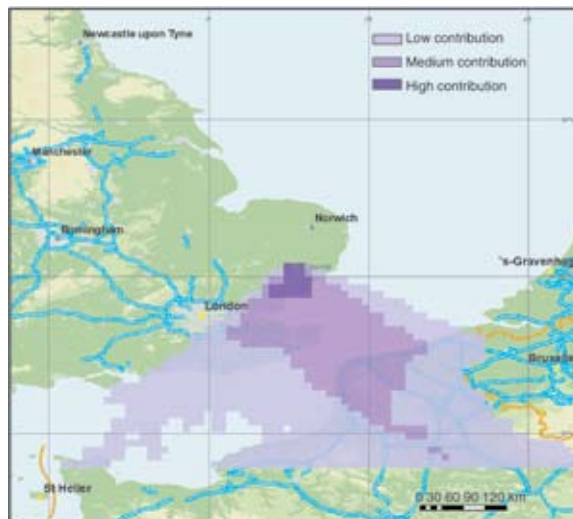 Newcastle upon Tyne
Low contribution
Medium contribution
High contribution
Manchester
Birmingham
Norwich
's-Gravenhag
London
Bruxelle
St Helier
0 30 60 90 120 Km